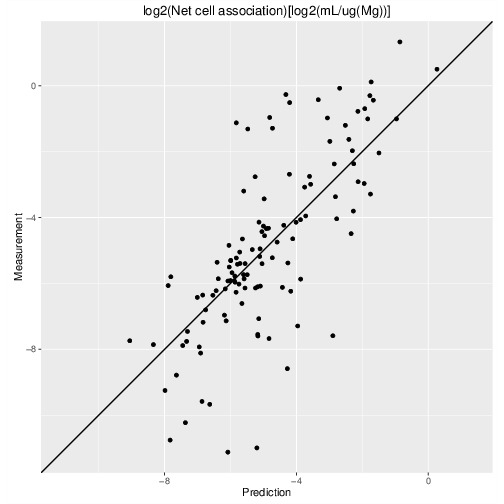 log2(Net cell association)[log2(mL/ug(Mg))]
Measurement
0
−4
−8
−8
−4
0
Prediction